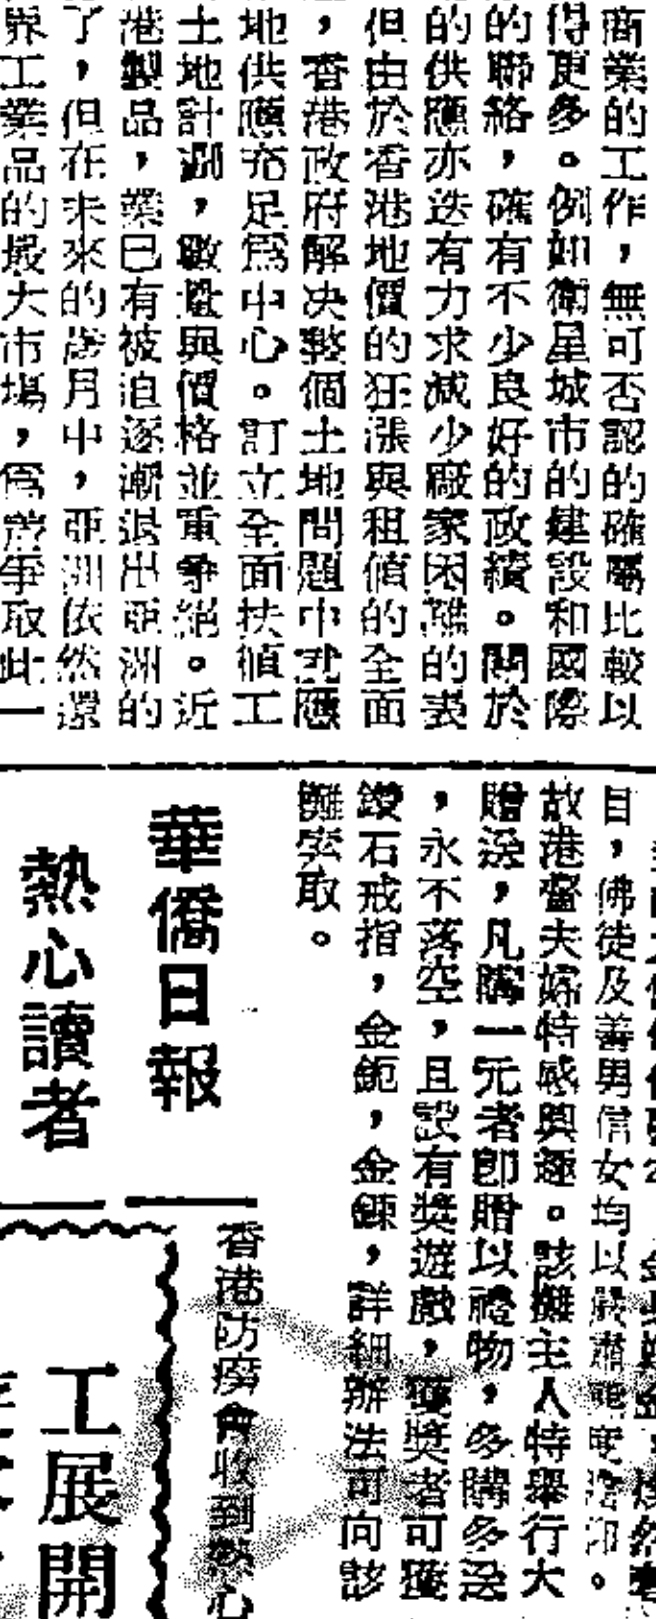 商業的工作，無可否認的確屬比較以
得更多。例如衛星城市的建設和國際
的聯絡，確有不少良好的政績。關於
的供應亦迭有力求減少廠家困難的表
但由於香港地價的狂漲與租值的全面
，香港政府解決整個土地問題中式應
地供應充足爲中心。訂立全面扶植工
土地計劃，數量與價格並重爭絕。近
港製品，業已有被迫逐漸退出亞洲的
了，但在未來的歲月中，亞洲依然還
界工業品的最大市場，爲着爭取此一
目，佛徒及善男信女均以嚴肅態度
故港督夫婦特感興趣。該攤主人特舉行大
贈送，凡購一元者卽贈以禮物，多購多送
，永不落空，且設有獎遊戲，獲獎者可獲
鑽石戒指，金鈪，金鍊，詳細辦法可向該
攤索取。
華僑日報
熱心讀者
香港防癆會收到熱心
工展開